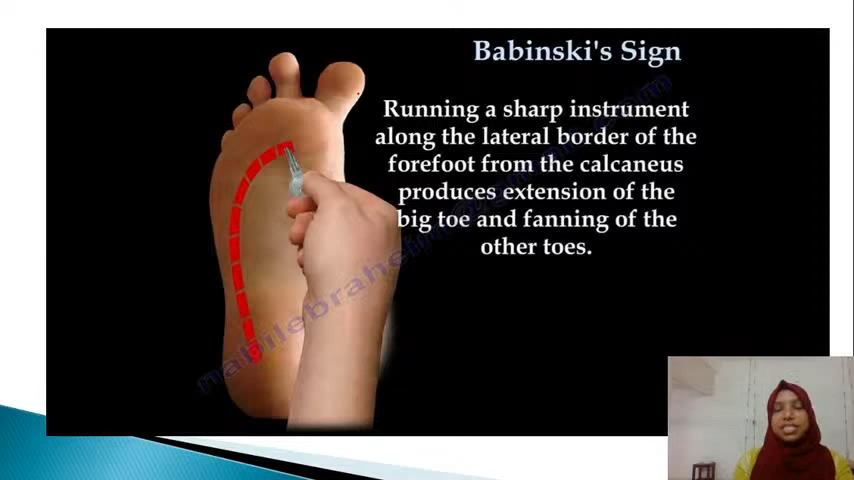 Babinski's Sign
Running a sharp instrument
along the lateral border of the
forefoot from the calcaneus
produces extension of the
big toe and fanning of the
other toes.